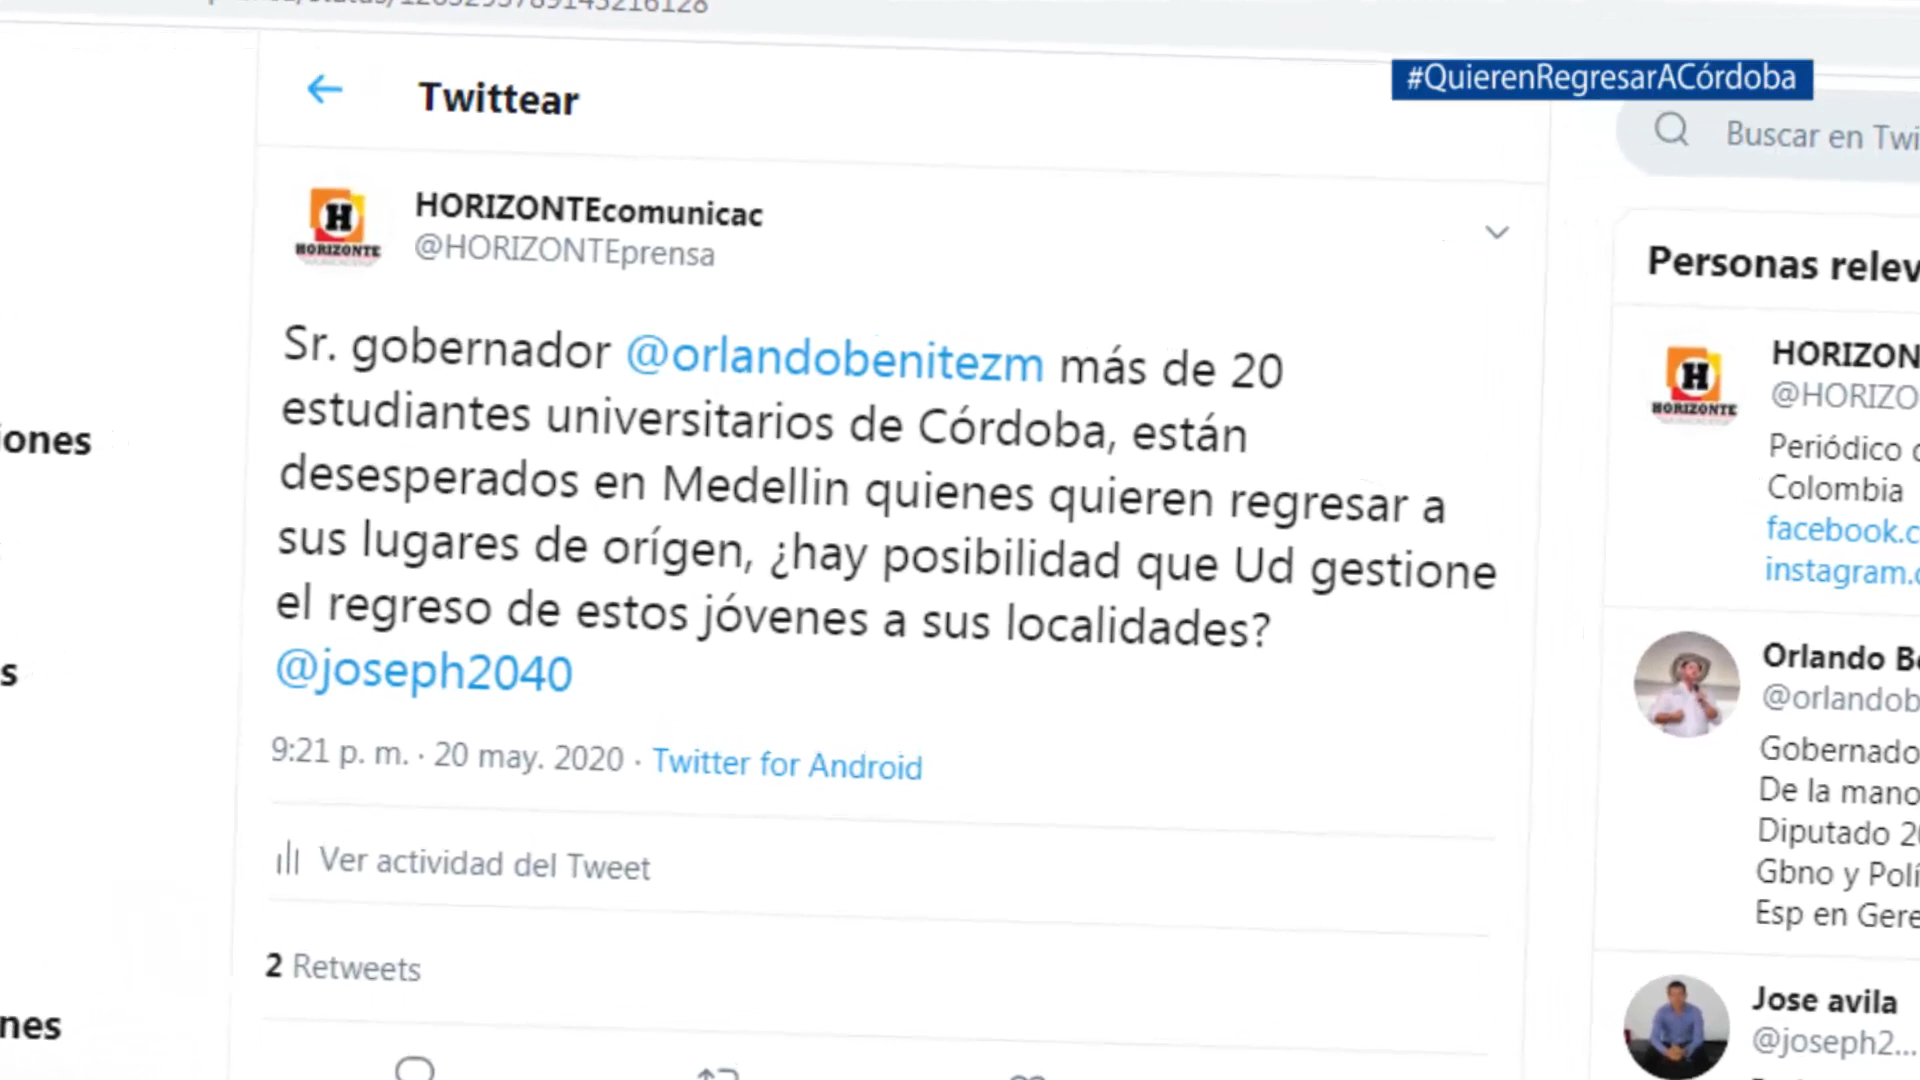 #QuierenRegresarACórdoba
Twittear
Buscar en
HORIZONTEcomunicac
@HORIZONTEprensa
H
HORIZONTE
Sr. gobernador @orlandobenitezm más de 20
estudiantes universitarios de Córdoba, están
desesperados en Medellin quienes quieren regresar a
sus lugares de orígen, ¿hay posibilidad que Ud gestione
el regreso de estos jóvenes a sus localidades?
@joseph2040
9:21 p. m. · 20 may. 2020 · Twitter for Android
Ver actividad del Tweet
2 Retweets
Personas relev
HORIZON
@HORIZO
H
HORIZONTE
Periódico
Colombia
facebook.c
instagram.
Orlando
@orlandob
Gobernado
De la mano
Diputado
Gbno y Polí
Esp en Gere
Jose avila
@joseph2...
iones
s
nes